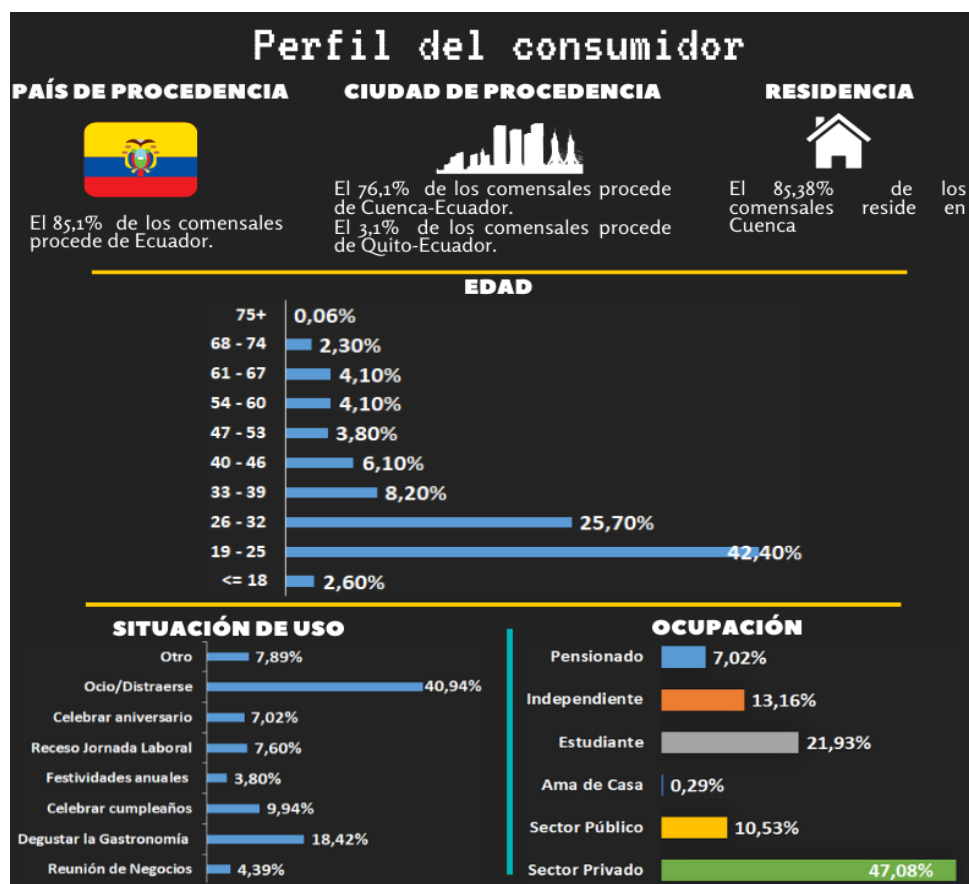 Perfil del consumidor
PAÍS DE PROCEDENCIA
El 85,1% de los comensales
procede de Ecuador.
CIUDAD DE PROCEDENCIA
El 76,1% de los comensales procede
de Cuenca-Ecuador.
El 3,1% de los comensales procede
de Quito-Ecuador.
RESIDENCIA
El 85,38% de los
comensales reside en
Cuenca
EDAD
75+ 0,06%
68 - 74 2,30%
61 - 67 4,10%
54 - 60 4,10%
47 - 53 3,80%
40 - 46 6,10%
33 - 39 8,20%
26 - 32 25,70%
19 - 25 42,40%
<= 18 2,60%
SITUACIÓN DE USO
Otro 7,89%
Ocio/Distraerse 40,94%
Celebrar aniversario 7,02%
Receso Jornada Laboral 7,60%
Festividades anuales 3,80%
Celebrar cumpleaños 9,94%
Degustar la Gastronomía 18,42%
Reunión de Negocios 4,39%
OCUPACIÓN
Pensionado 7,02%
Independiente 13,16%
Estudiante 21,93%
Ama de Casa 0,29%
Sector Público 10,53%
Sector Privado 47,08%